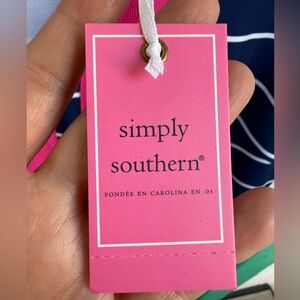 simply
southern®
FONDÉE EN CAROLINA EN .05